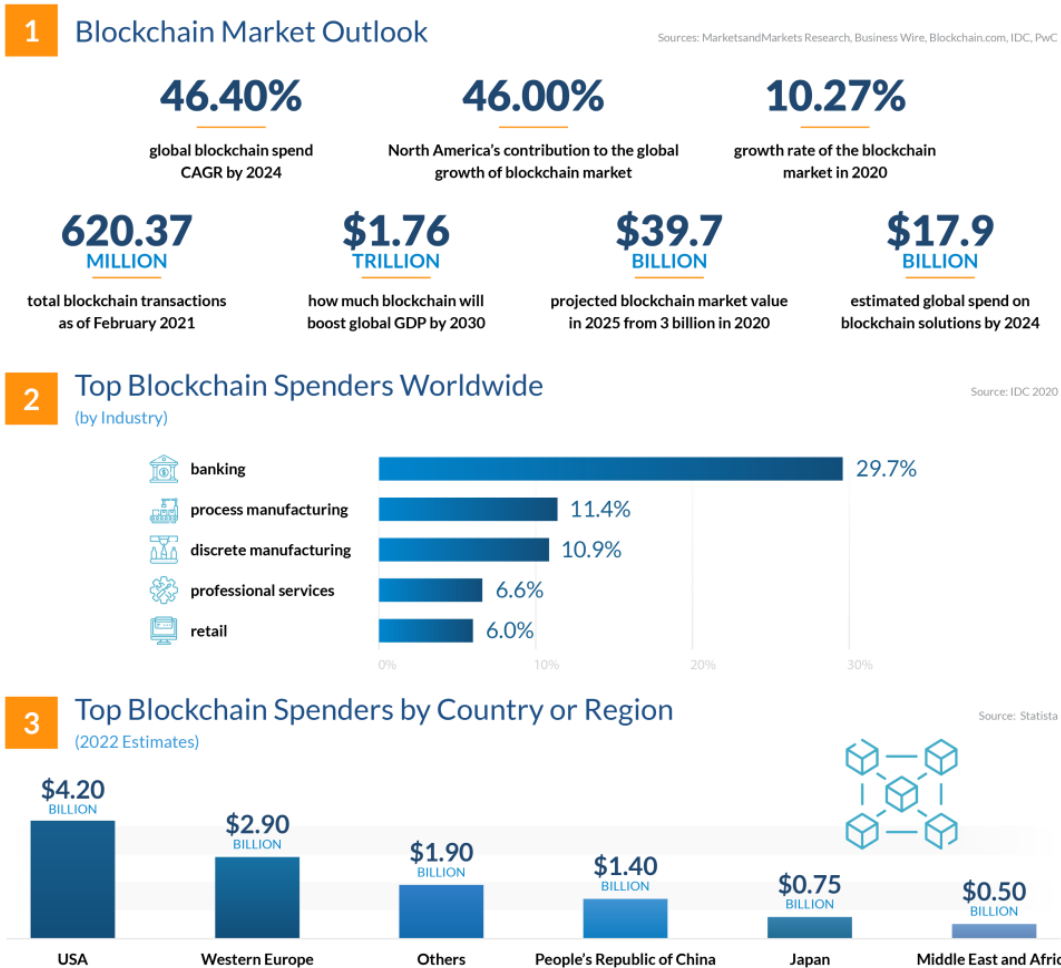 1
Blockchain Market Outlook
Sources: MarketsandMarkets Research, Business Wire, Blockchain.com, IDC, PwC
46.40%
global blockchain spend
CAGR by 2024
46.00%
North America's contribution to the global
growth of blockchain market
10.27%
growth rate of the blockchain
market in 2020
620.37
MILLION
total blockchain transactions
as of February 2021
$1.76
TRILLION
how much blockchain will
boost global GDP by 2030
$39.7
BILLION
projected blockchain market value
in 2025 from 3 billion in 2020
$17.9
BILLION
estimated global spend on
blockchain solutions by 2024
2
Top Blockchain Spenders Worldwide
(by Industry)
Source: IDC 2020
banking
29.7%
process manufacturing
11.4%
discrete manufacturing
10.9%
professional services
6.6%
retail
6.0%
0%
10%
20%
30%
3
Top Blockchain Spenders by Country or Region
(2022 Estimates)
Source: Statista
$4.20
BILLION
USA
$2.90
BILLION
Western Europe
$1.90
BILLION
Others
$1.40
BILLION
People's Republic of China
$0.75
BILLION
Japan
$0.50
BILLION
Middle East and